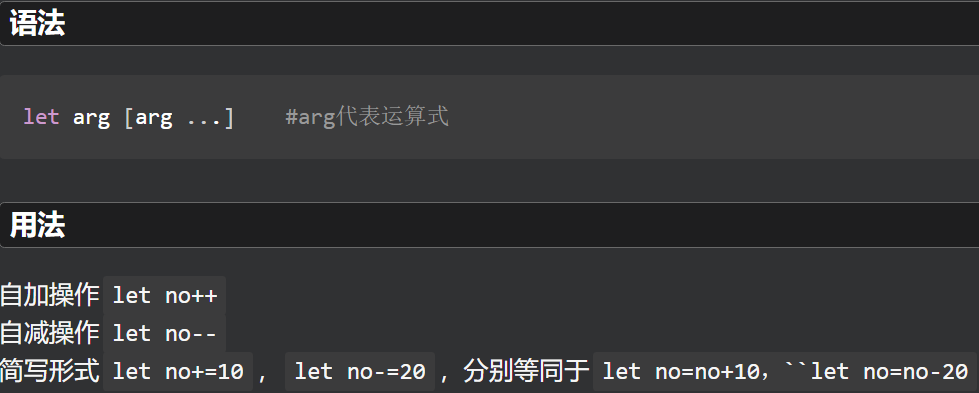 语法
let arg [arg ...]    #arg代表运算式
用法
自加操作 let no++
自减操作 let no--
简写形式 let no+=10 , let no-=20 , 分别等同于 let no=no+10，``let no=no-20